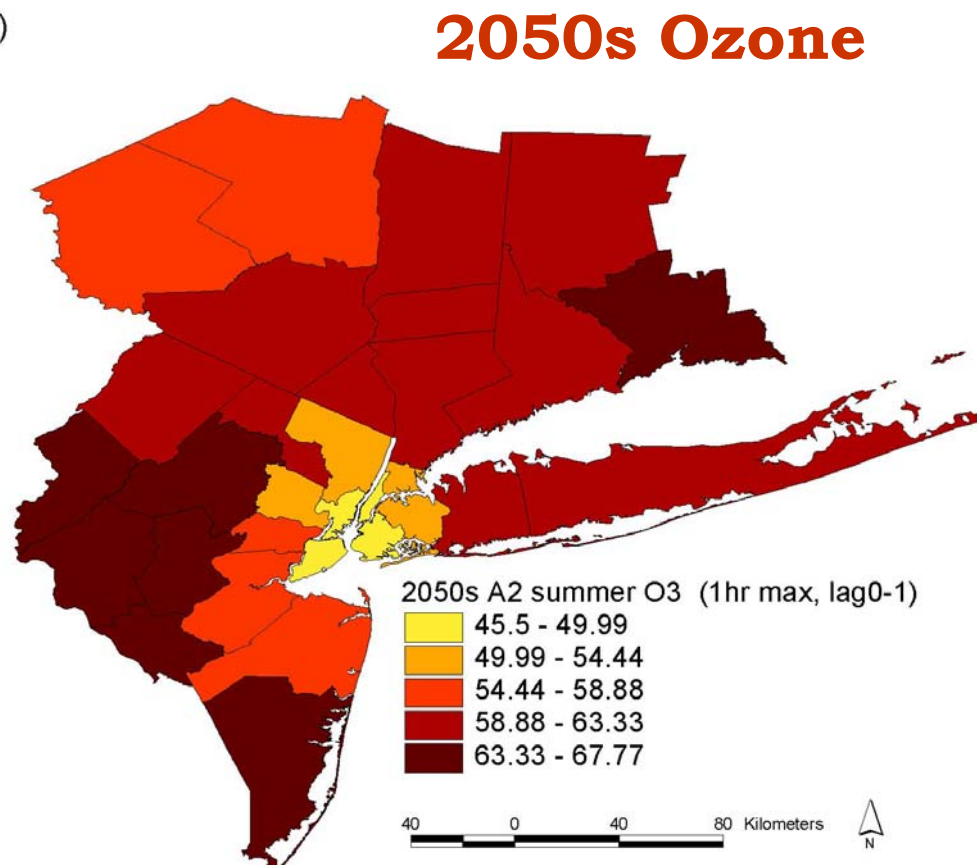 )
2050s Ozone
2050s A2 summer O3 (1hr max, lag0-1)
45.5 - 49.99
49.99 - 54.44
54.44 - 58.88
58.88 - 63.33
63.33 - 67.77
40 0 40 80 Kilometers
N